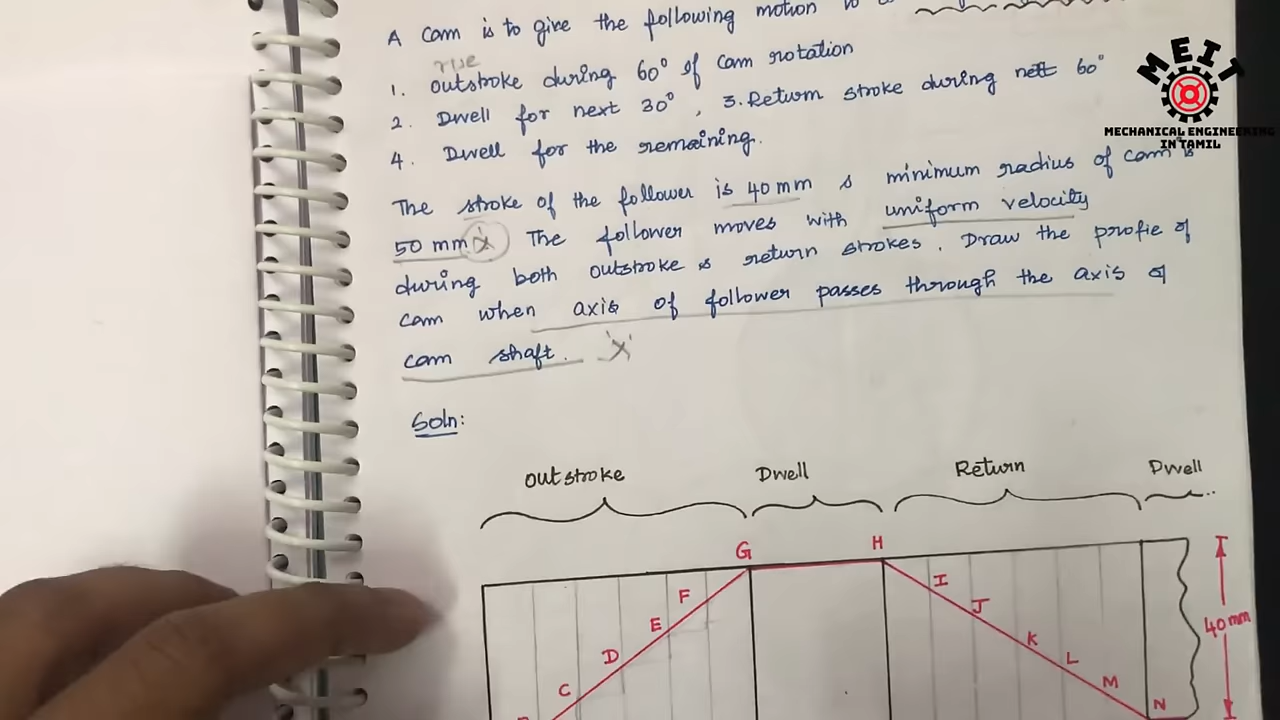 A cam is to give the following motion to
rise
1. outstroke during 60° of cam rotation
2. Dwell for next 30°, 3. Return stroke during nett 60°
4. Dwell for the remaining.
The stroke of the follower is 40 mm & minimum radius of cam is
50 mm x The follower moves with uniform velocity
during both outstroke & return strokes. Draw the profie of
cam when axis of follower passes through the axis of
cam shaft. 'x'
Soln:
outstroke Dwell Return Dwell
G H
F I
E J
D K
C L
M
N
40mm
MEIT
MECHANICAL ENGINEERING
IN TAMIL